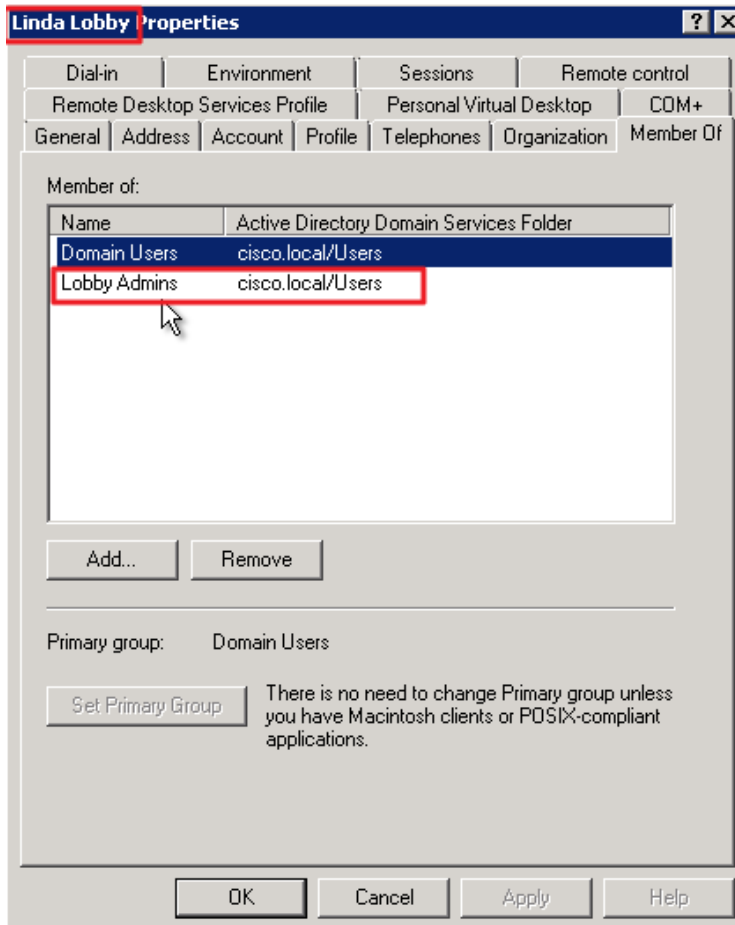 Linda Lobby Properties
Dial-in Environment Sessions Remote control
Remote Desktop Services Profile Personal Virtual Desktop COM+
General Address Account Profile Telephones Organization Member Of
Member of:
Name Active Directory Domain Services Folder
Domain Users cisco.local/Users
Lobby Admins cisco.local/Users
Add... Remove
Primary group: Domain Users
Set Primary Group
There is no need to change Primary group unless
you have Macintosh clients or POSIX-compliant
applications.
OK Cancel Apply Help